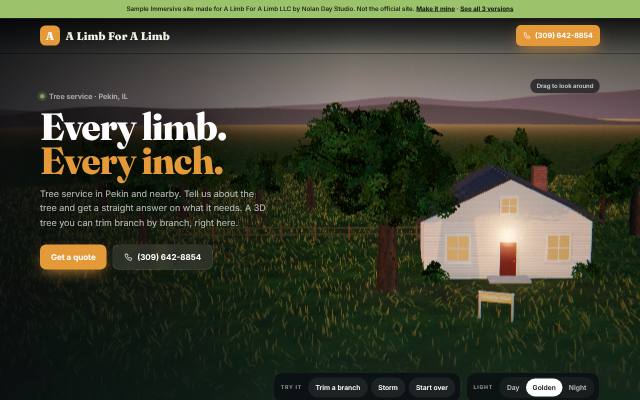 Sample Immersive site made for A Limb For A Limb LLC by Nolan Day Studio. Not the official site. Make it mine · See all 3 versions
A A Limb For A Limb
(309) 642-8854
Drag to look around
Tree service · Pekin, IL
Every limb.
Every inch.
Tree service in Pekin and nearby. Tell us about the
tree and get a straight answer on what it needs. A 3D
tree you can trim branch by branch, right here.
Get a quote (309) 642-8854
TRY IT Trim a branch Storm Start over LIGHT Day Golden Night